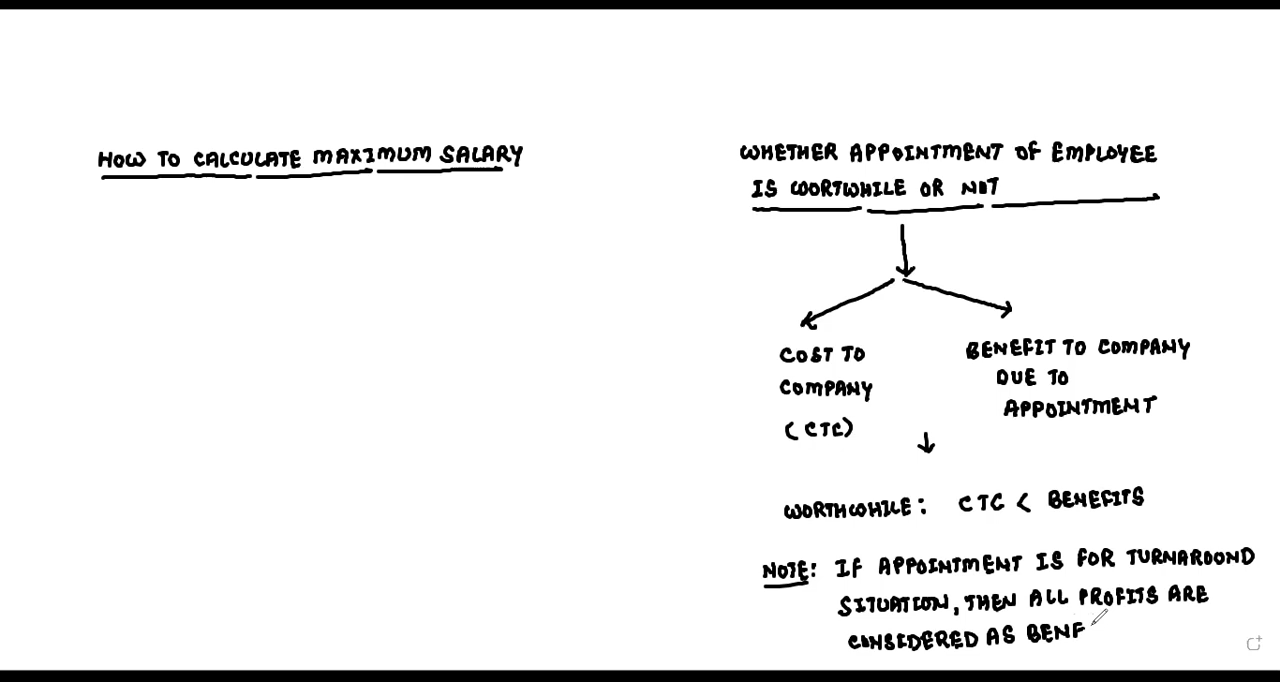 HOW TO CALCULATE MAXIMUM SALARY
WHETHER APPOINTMENT OF EMPLOYEE
IS WORTWHILE OR NOT
COST TO
COMPANY
(CTC)
BENEFIT TO COMPANY
DUE TO
APPOINTMENT
WORTHWHILE: CTC < BENEFITS
NOTE: IF APPOINTMENT IS FOR TURNAROOND
SITUATION, THEN ALL PROFITS ARE
CONSIDERED AS BENF